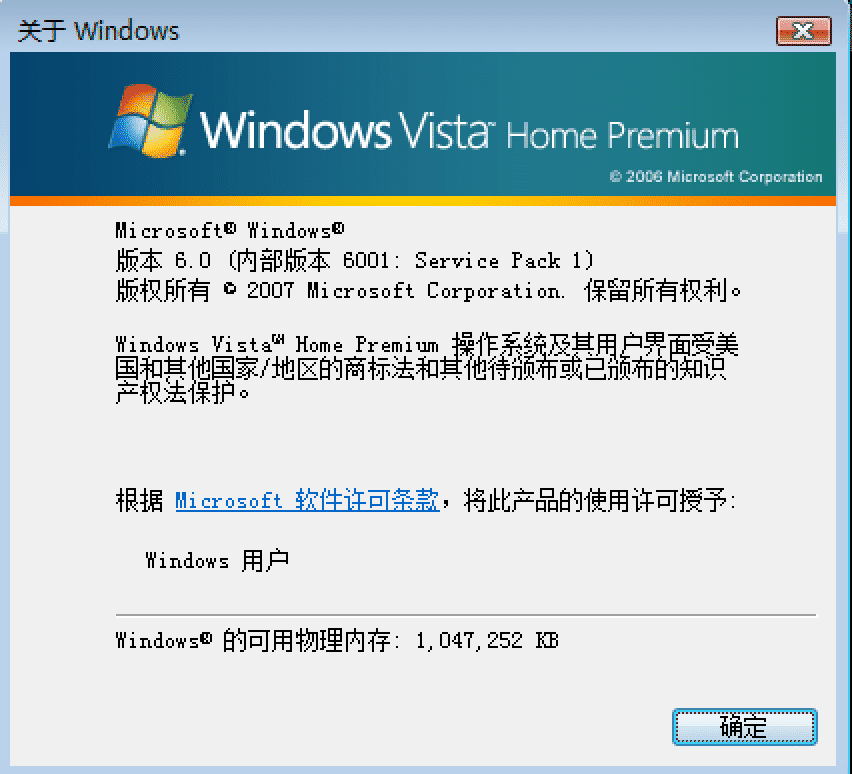 关于 Windows
Windows Vista™ Home Premium
© 2006 Microsoft Corporation
Microsoft® Windows®
版本 6.0 (内部版本 6001: Service Pack 1)
版权所有 © 2007 Microsoft Corporation. 保留所有权利。
Windows Vista™ Home Premium 操作系统及其用户界面受美
国和其他国家/地区的商标法和其他待颁布或已颁布的知识
产权法保护。
根据 Microsoft 软件许可条款，将此产品的使用许可授予:
Windows 用户
Windows® 的可用物理内存: 1,047,252 KB
确定